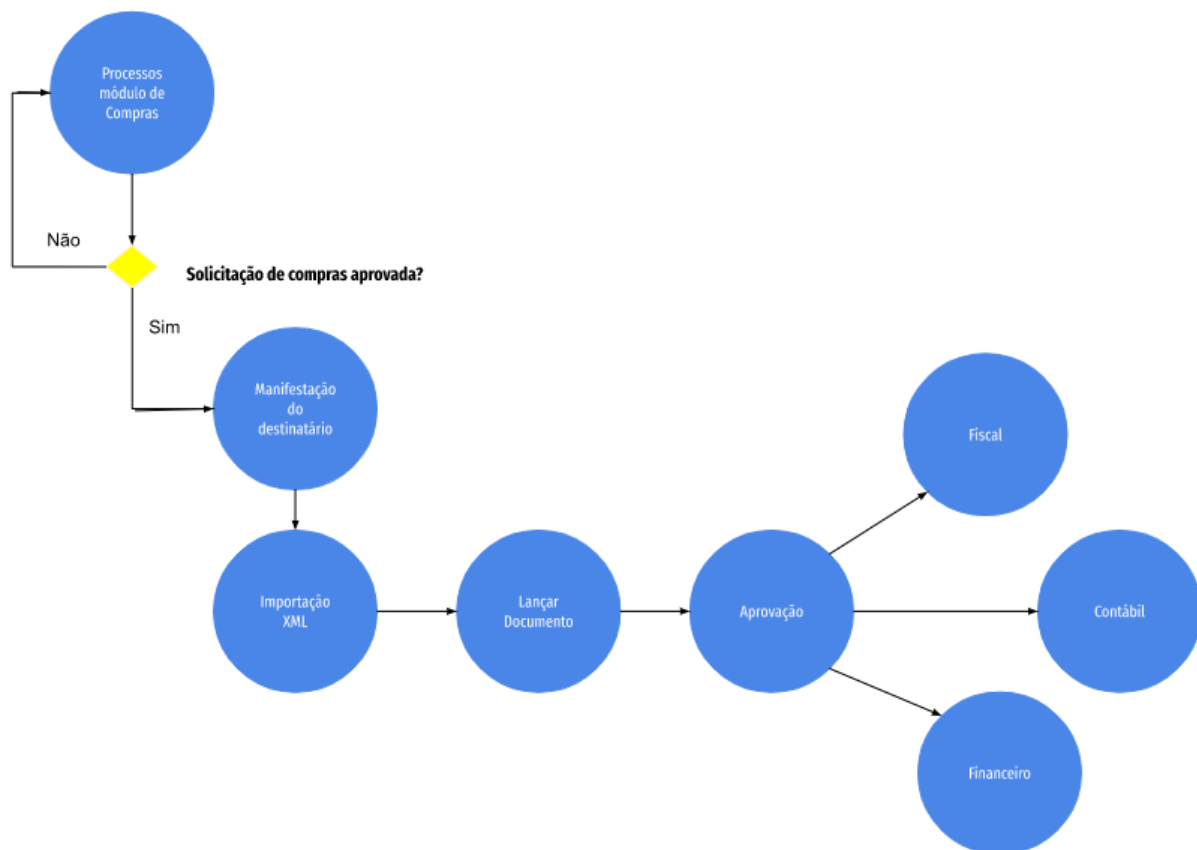 Processos
módulo de
Compras
Não
Solicitação de compras aprovada?
Sim
Manifestação
do
destinatário
Fiscal
Importação
XML
Lançar
Documento
Aprovação
Contábil
Financeiro